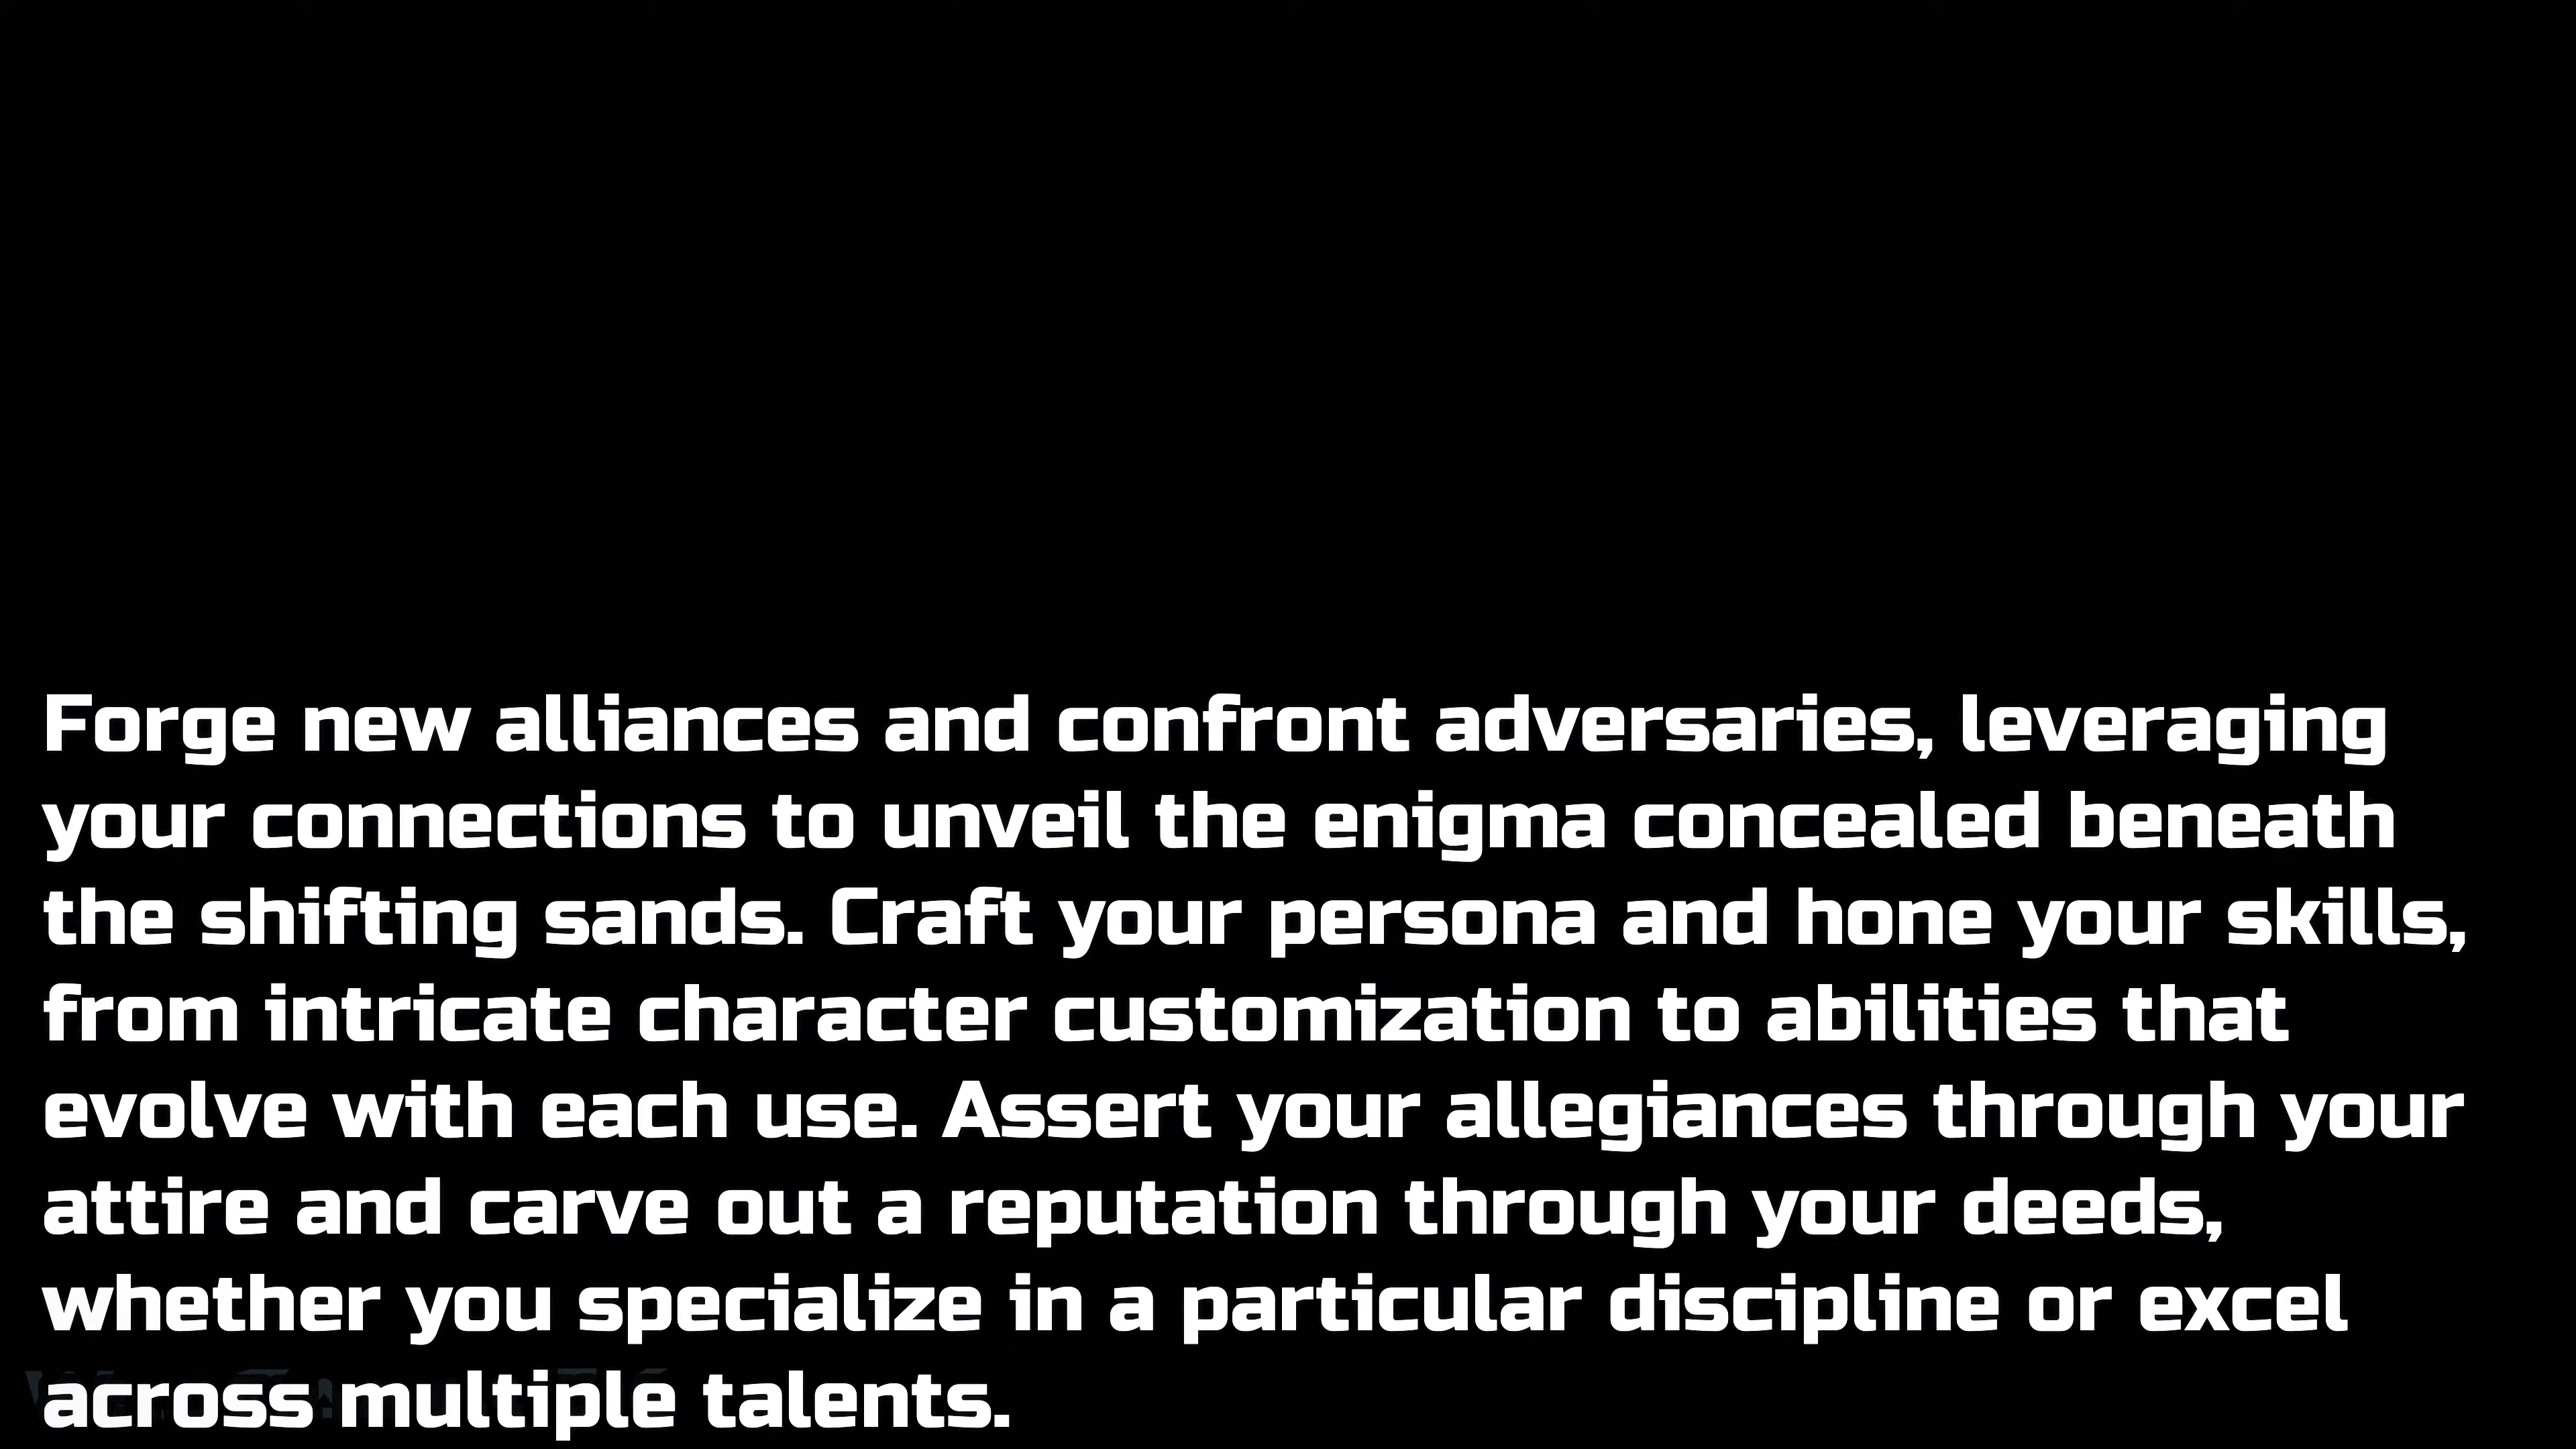 Forge new alliances and confront adversaries, leveraging
your connections to unveil the enigma concealed beneath
the shifting sands. Craft your persona and hone your skills,
from intricate character customization to abilities that
evolve with each use. Assert your allegiances through your
attire and carve out a reputation through your deeds,
whether you specialize in a particular discipline or excel
across multiple talents.